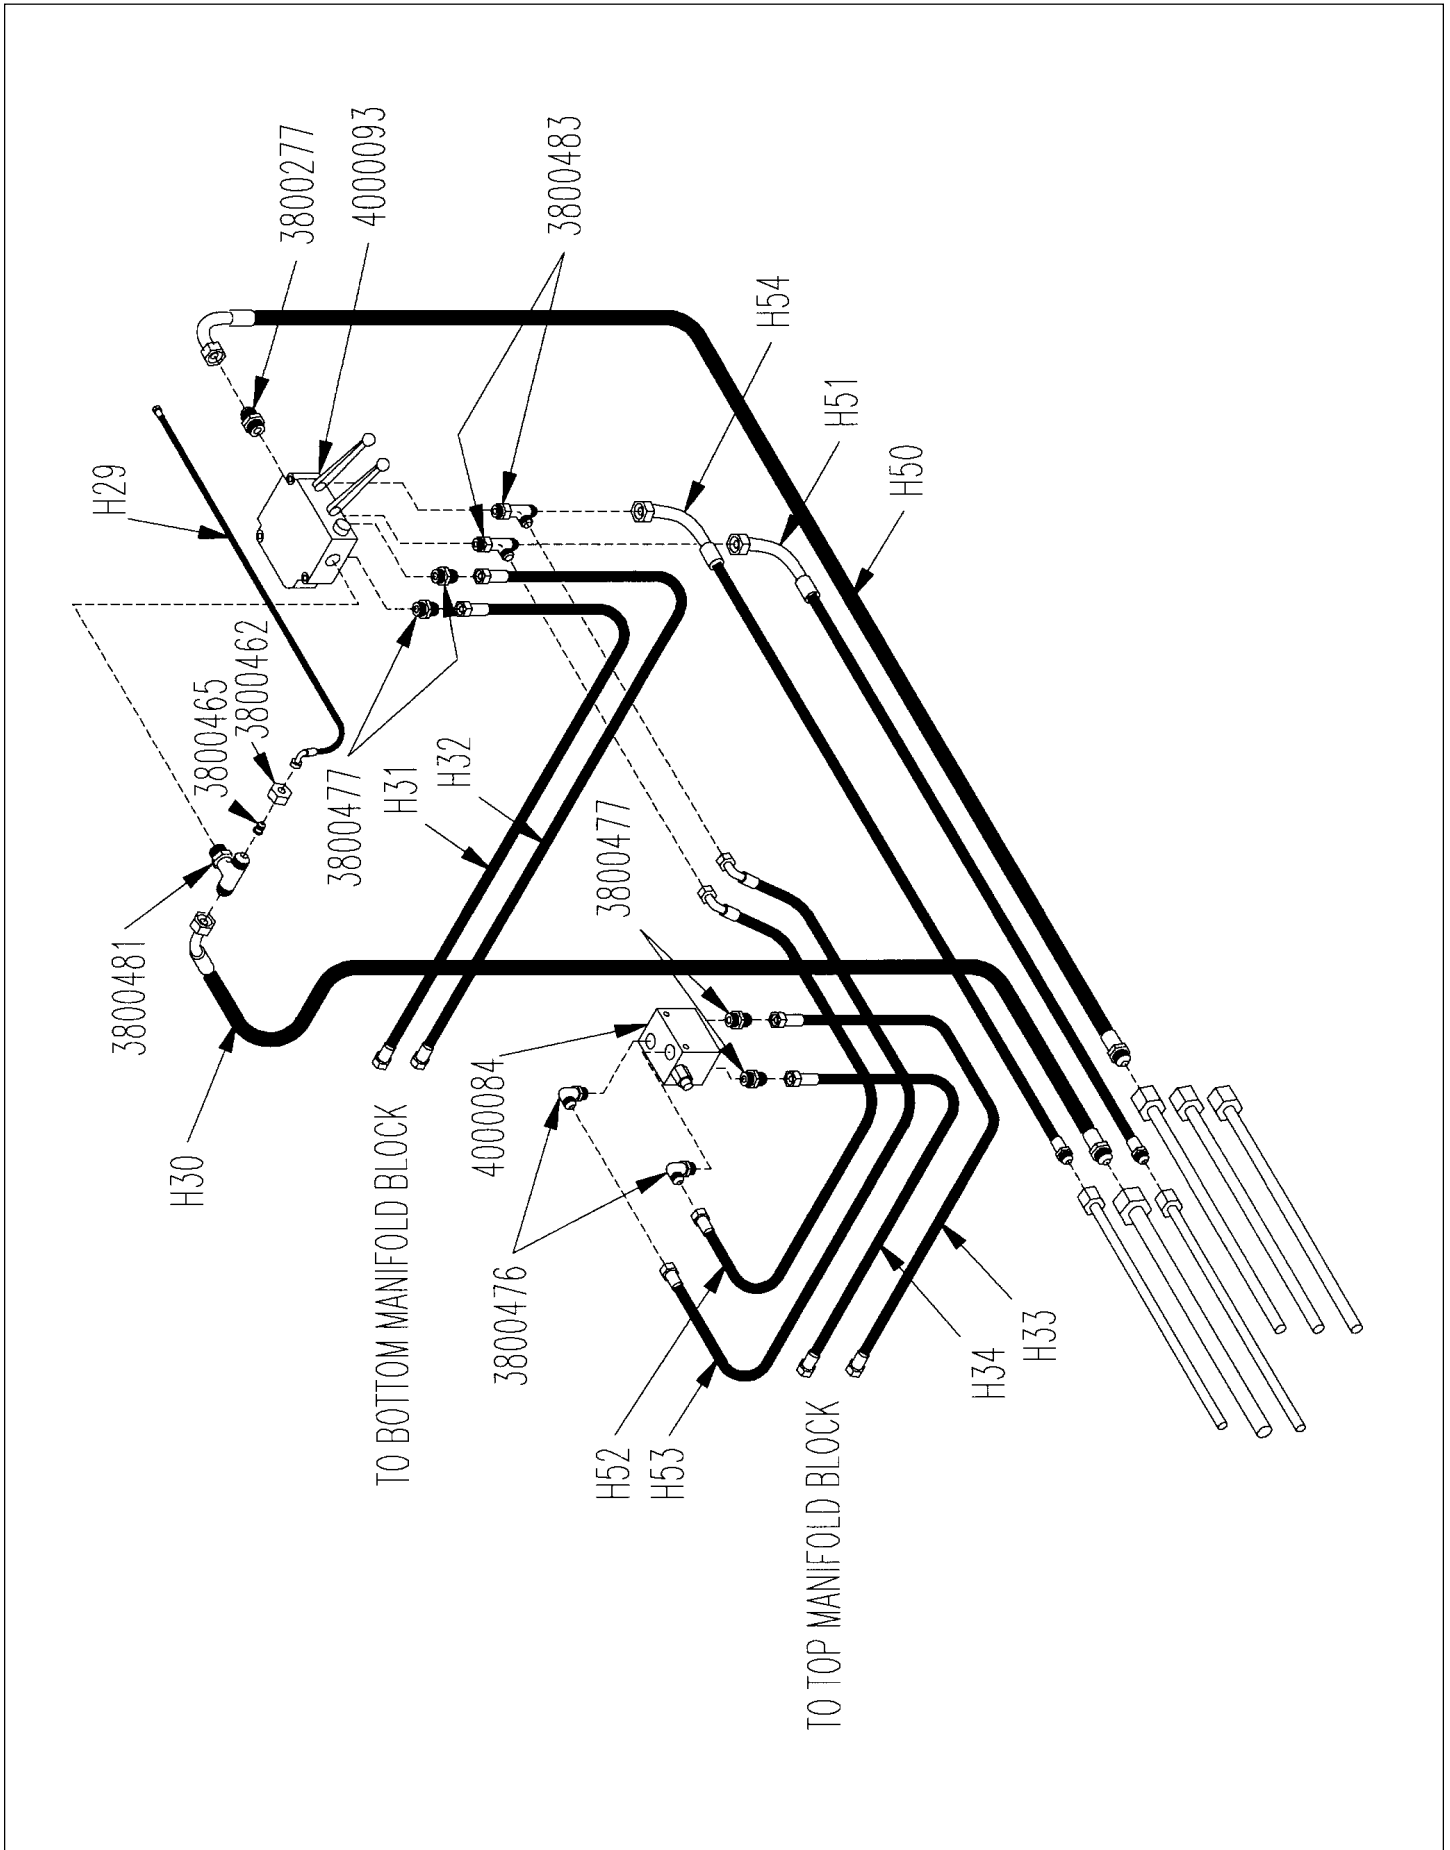 3800277
4000093
3800483
H29
H54
H51
H50
3800465
3800462
3800477
H31
H32
3800477
3800481
H30
4000084
TO BOTTOM MANIFOLD BLOCK
3800476
H52
H53
H34
H33
TO TOP MANIFOLD BLOCK